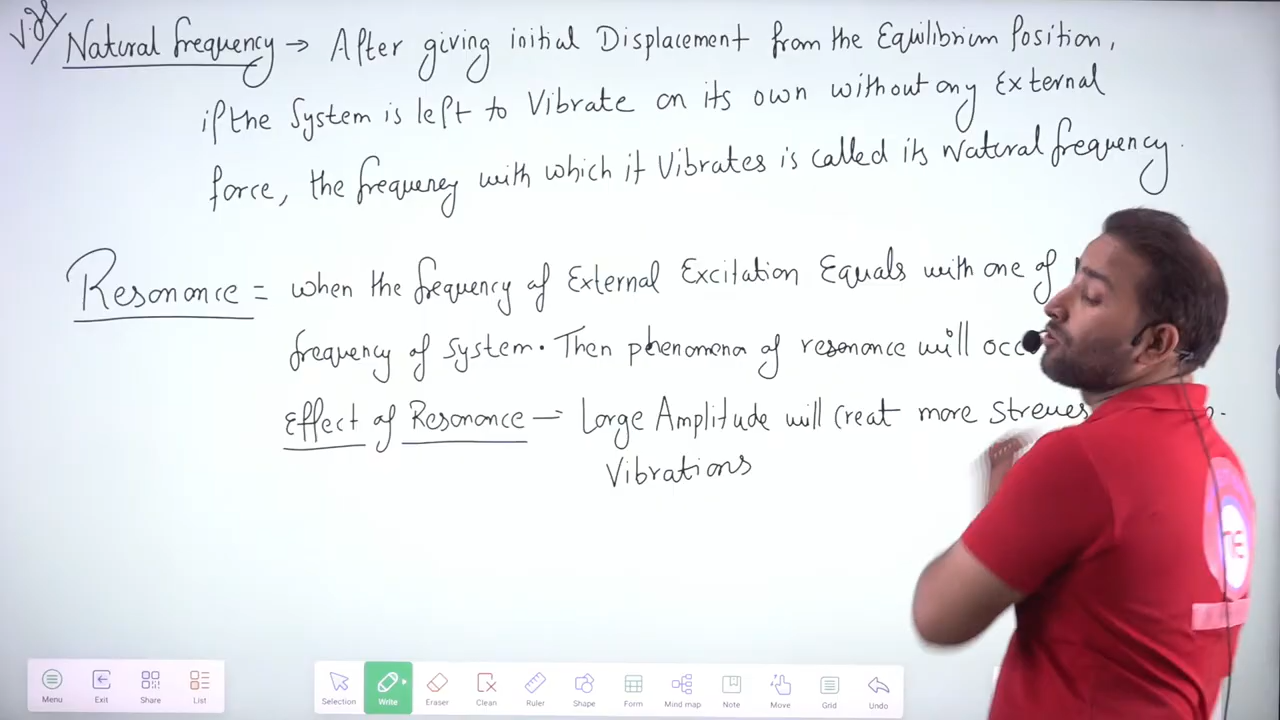 Natural frequency → After giving initial Displacement from the Equilibrium Position,
if the System is left to Vibrate on its own without any External
force, the frequency with which it Vibrates is called its Natural frequency.
Resonance = when the frequency of External Excitation Equals with one of
frequency of System. Then phenomena of resonance will
Effect of Resonance — Large Amplitude will Creat more
Vibrations
Menu Exit Share List Selection Write Eraser Clean Ruler Shape Form Mind map Note Move Grid Undo